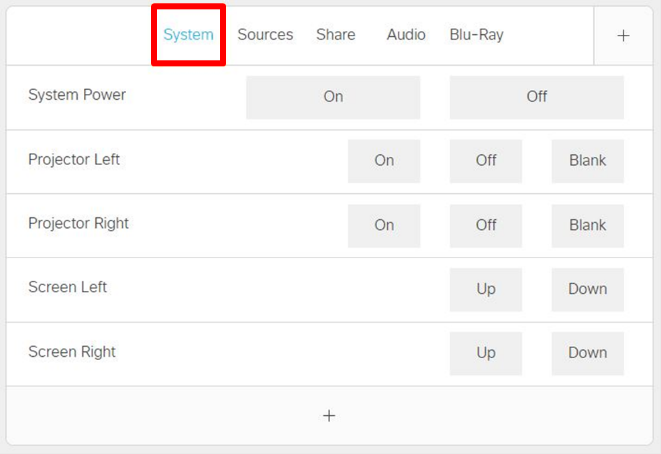 System Sources Share Audio Blu-Ray +
System Power On Off
Projector Left On Off Blank
Projector Right On Off Blank
Screen Left Up Down
Screen Right Up Down
+